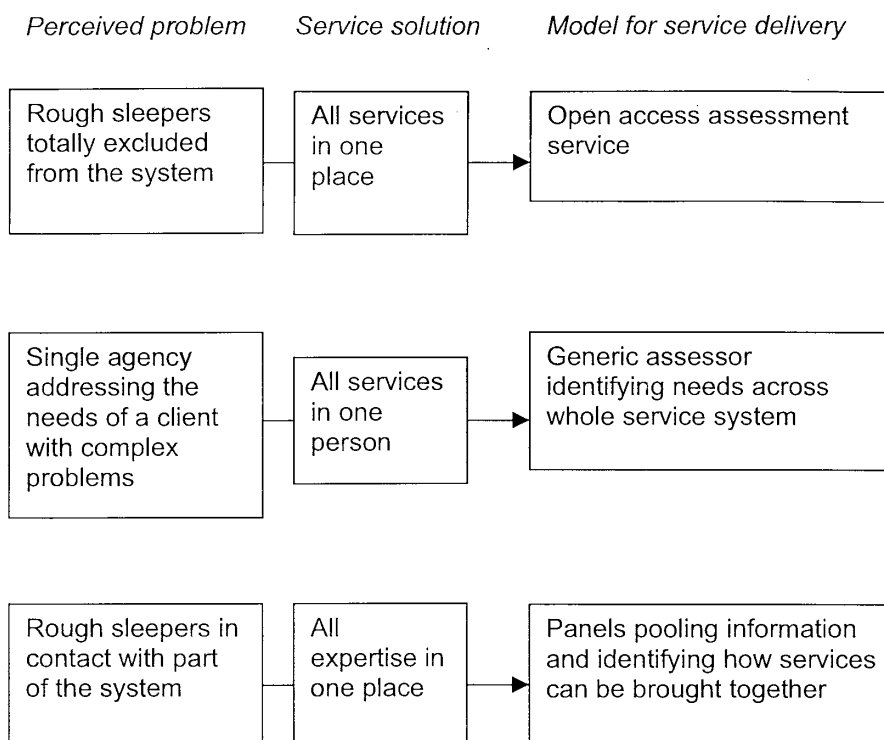 Perceived problem
Service solution
Model for service delivery
Rough sleepers
totally excluded
from the system
All services
in one
place
Open access assessment
service
Single agency
addressing the
needs of a client
with complex
problems
All services
in one
person
Generic assessor
identifying needs across
whole service system
Rough sleepers in
contact with part
of the system
All
expertise in
one place
Panels pooling information
and identifying how services
can be brought together